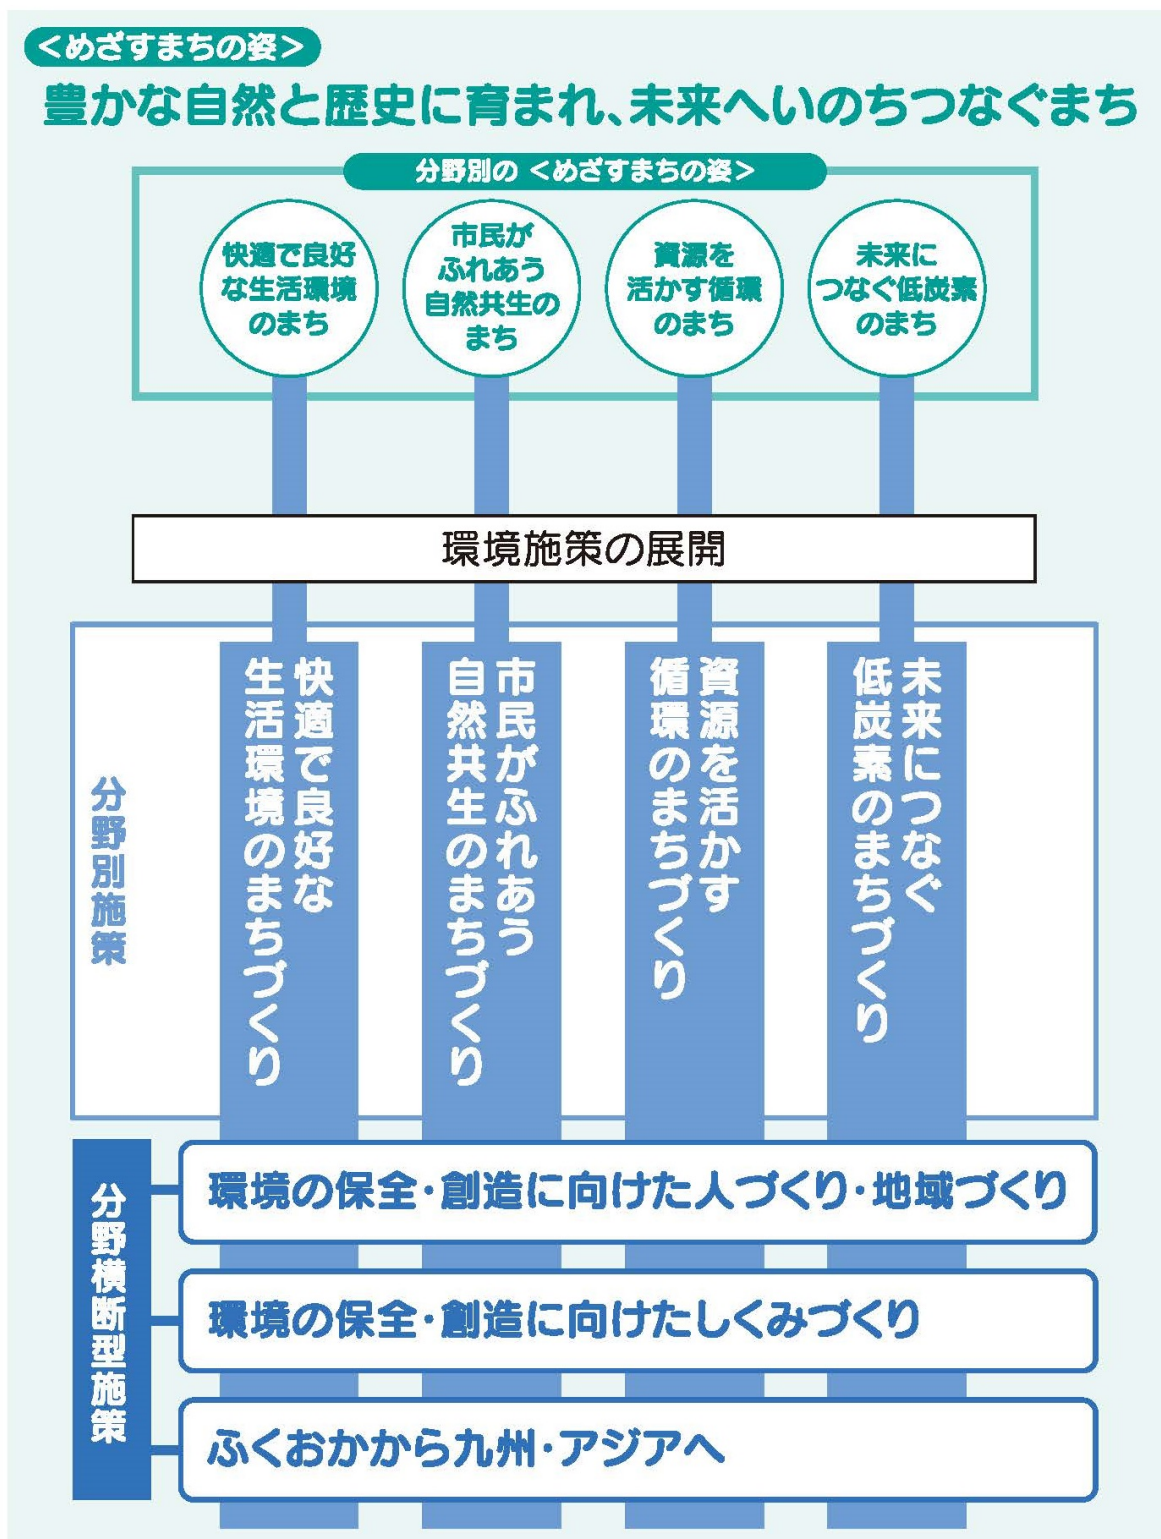 ＜めざすまちの姿＞
豊かな自然と歴史に育まれ、未来へいのちつなぐまち
分野別の ＜めざすまちの姿＞
快適で良好
な生活環境
のまち
市民が
ふれあう
自然共生の
まち
資源を
活かす循環
のまち
未来に
つなぐ低炭素
のまち
環境施策の展開
分野別施策
快適で良好な
生活環境のまちづくり
市民がふれあう
自然共生のまちづくり
資源を活かす
循環のまちづくり
未来につなぐ
低炭素のまちづくり
分野横断型施策
環境の保全・創造に向けた人づくり・地域づくり
環境の保全・創造に向けたしくみづくり
ふくおかから九州・アジアへ